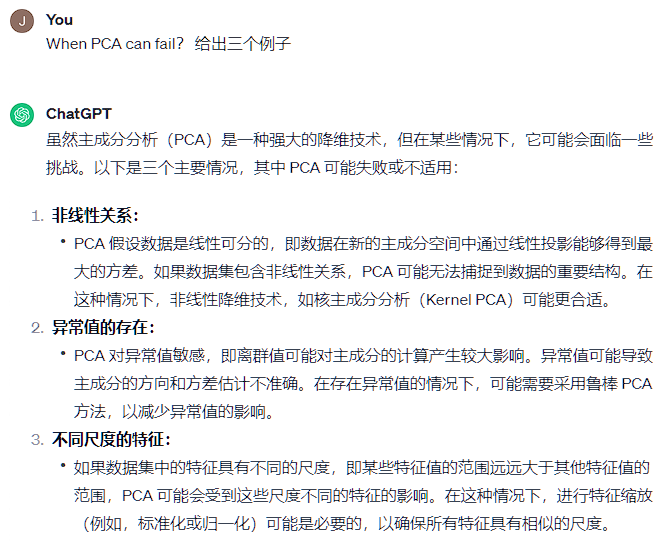 J
You
When PCA can fail? 给出三个例子
ChatGPT
虽然主成分分析（PCA）是一种强大的降维技术，但在某些情况下，它可能会面临一些
挑战。以下是三个主要情况，其中 PCA 可能失败或不适用：
1. 非线性关系：
• PCA 假设数据是线性可分的，即数据在新的主成分空间中通过线性投影能够得到最
大的方差。如果数据集包含非线性关系，PCA 可能无法捕捉到数据的重要结构。在
这种情况下，非线性降维技术，如核主成分分析（Kernel PCA）可能更合适。
2. 异常值的存在：
• PCA 对异常值敏感，即离群值可能对主成分的计算产生较大影响。异常值可能导致
主成分的方向和方差估计不准确。在存在异常值的情况下，可能需要采用鲁棒 PCA
方法，以减少异常值的影响。
3. 不同尺度的特征：
• 如果数据集中的特征具有不同的尺度，即某些特征值的范围远远大于其他特征值的
范围，PCA 可能会受到这些尺度不同的特征的影响。在这种情况下，进行特征缩放
（例如，标准化或归一化）可能是必要的，以确保所有特征具有相似的尺度。